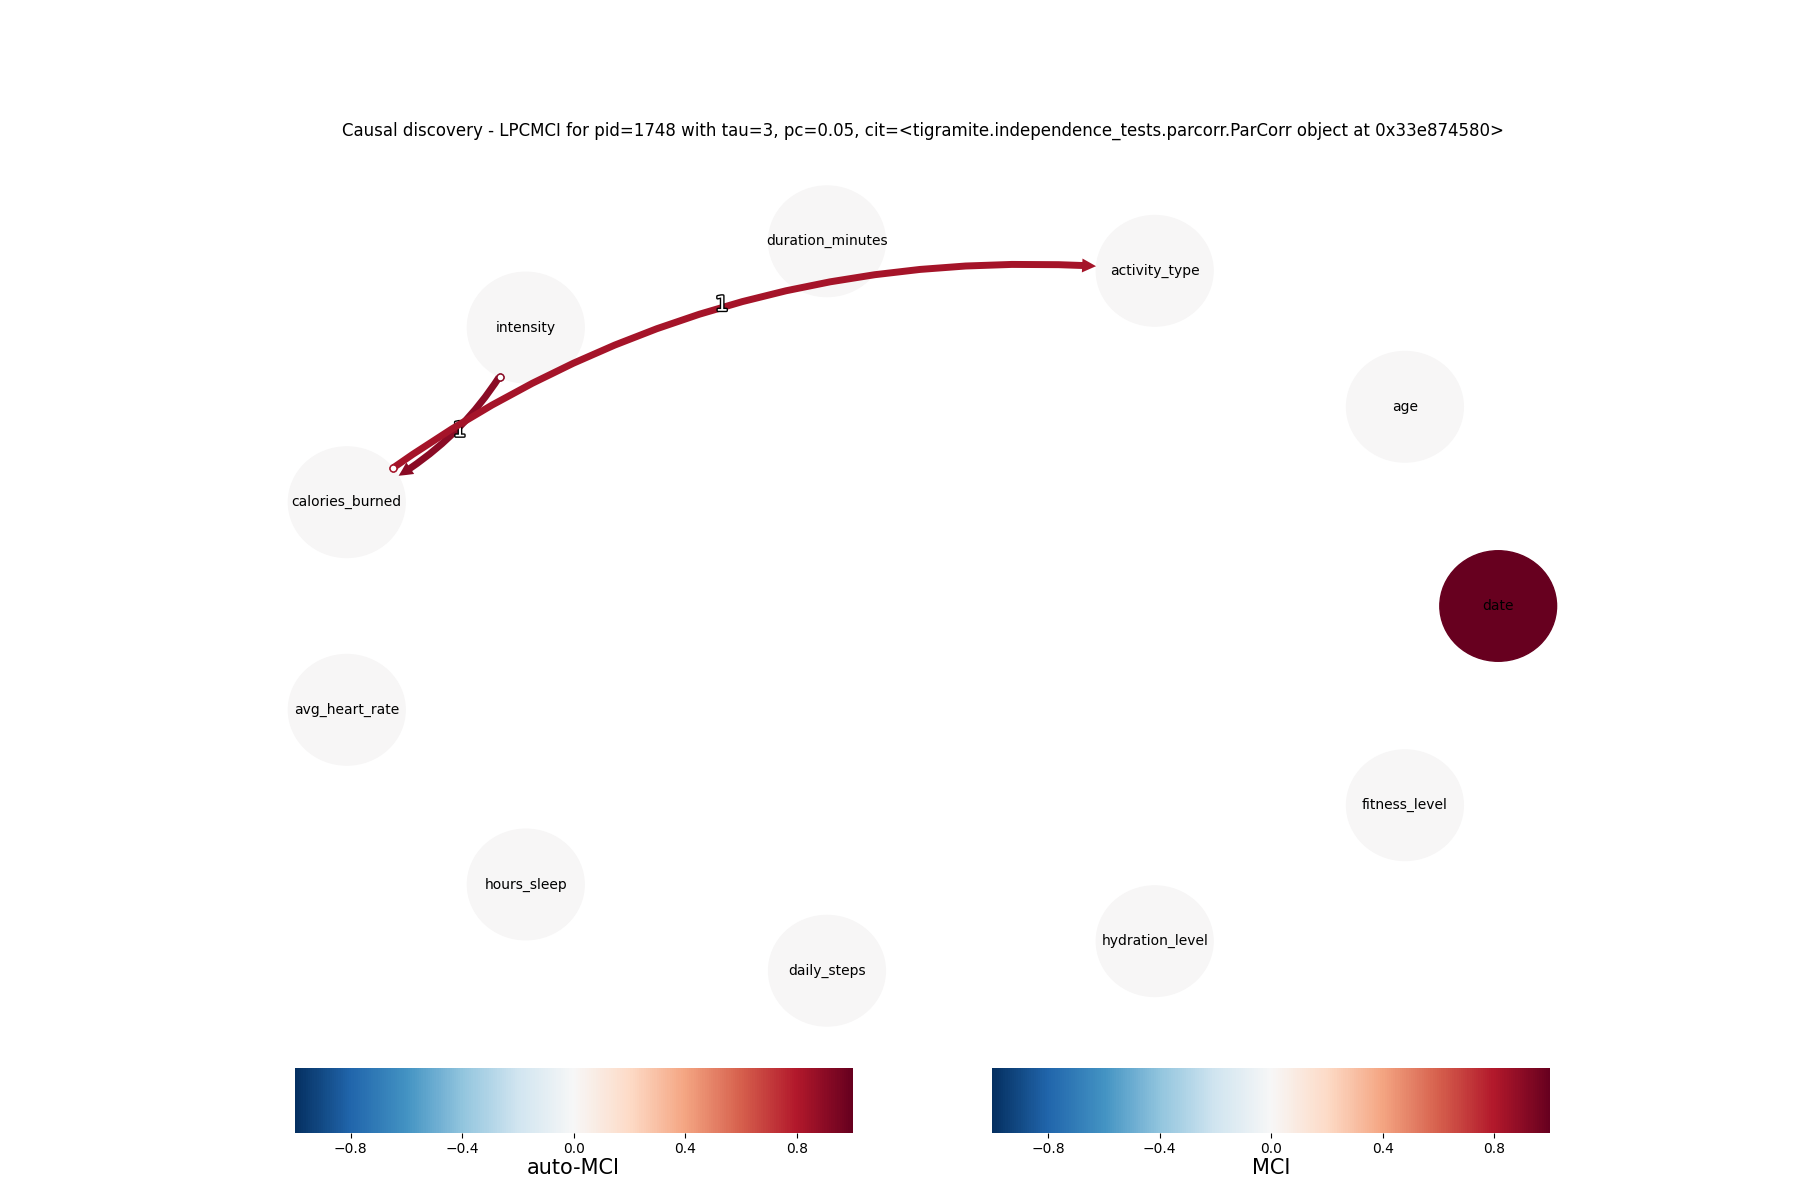 Causal discovery - LPCMCI for pid=1748 with tau=3, pc=0.05, cit=<tigramite.independence_tests.parcorr.ParCorr object at 0x33e874580>
duration_minutes
activity_type
1
intensity
age
1
calories_burned
date
avg_heart_rate
fitness_level
hours_sleep
hydration_level
daily_steps
−0.8 −0.4 0.0 0.4 0.8
auto-MCI
−0.8 −0.4 0.0 0.4 0.8
MCI